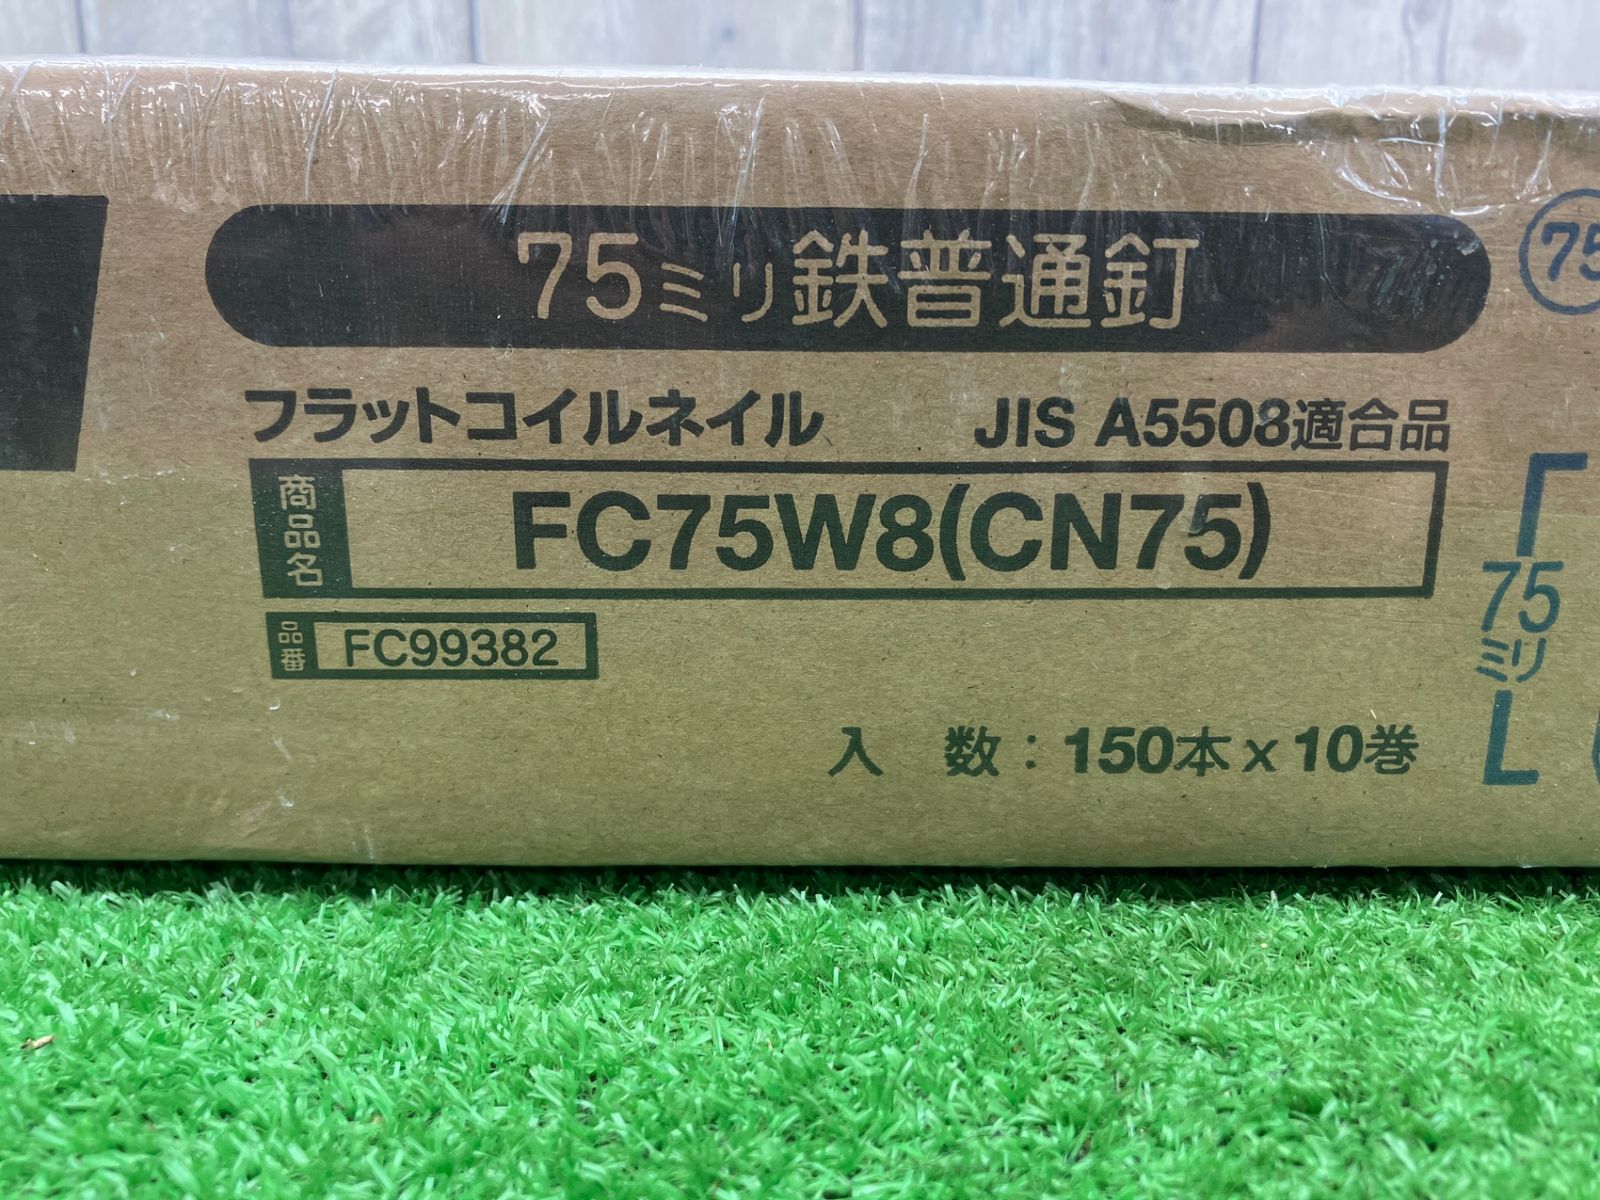 75ミリ鉄普通釘
フラットコイルネイル JIS A5508適合品
商品名 FC75W8(CN75)
品番 FC99382
入 数：150本 x 10巻
75
75ミリ
L